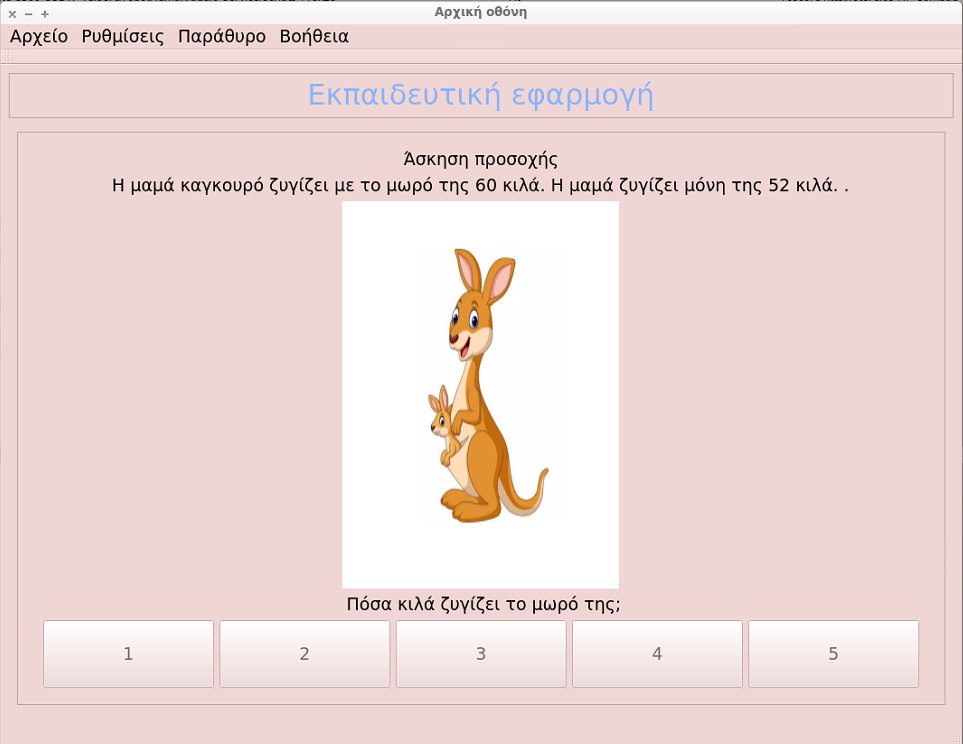 Αρχική οθόνη
Αρχείο Ρυθμίσεις Παράθυρο Βοήθεια
Εκπαιδευτική εφαρμογή
Άσκηση προσοχής
Η μαμά καγκουρό ζυγίζει με το μωρό της 60 κιλά. Η μαμά ζυγίζει μόνη της 52 κιλά. .
Πόσα κιλά ζυγίζει το μωρό της;
1 2 3 4 5